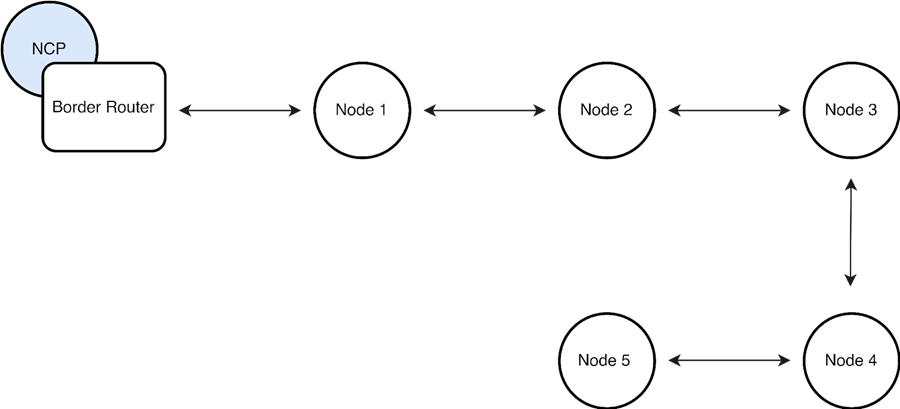 NCP
Border Router
Node 1
Node 2
Node 3
Node 5
Node 4